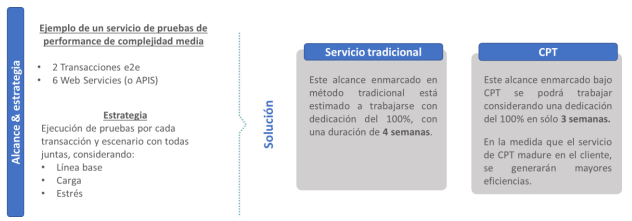 Alcance & estrategia
Ejemplo de un servicio de pruebas de
performance de complejidad media
• 2 Transacciones e2e
• 6 Web Servicies (o APIS)
Estrategia
Ejecución de pruebas por cada
transacción y escenario con todas
juntas, considerando:
• Línea base
• Carga
• Estrés
Solución
Servicio tradicional
Este alcance enmarcado en
método tradicional está
estimado a trabajarse con
dedicación del 100%, con
una duración de 4 semanas.
CPT
Este alcance enmarcado bajo
CPT se podrá trabajar
considerando una dedicación
del 100% en sólo 3 semanas.
En la medida que el servicio
de CPT madure en el cliente,
se generarán mayores
eficiencias.